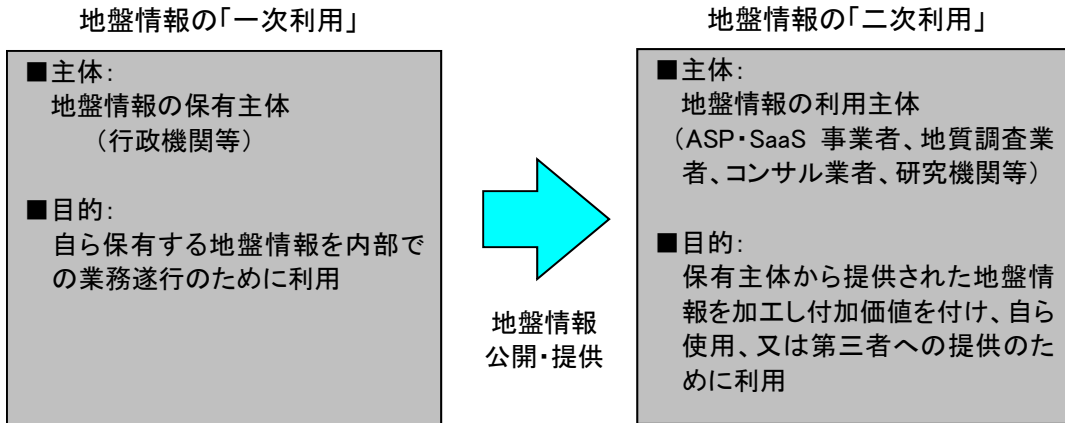 地盤情報の「一次利用」
■主体:
地盤情報の保有主体
（行政機関等）
■目的:
自ら保有する地盤情報を内部で
の業務遂行のために利用
地盤情報
公開・提供
地盤情報の「二次利用」
■主体:
地盤情報の利用主体
（ASP・SaaS 事業者、地質調査業
者、コンサル業者、研究機関等）
■目的:
保有主体から提供された地盤情
報を加工し付加価値を付け、自ら
使用、又は第三者への提供のた
めに利用